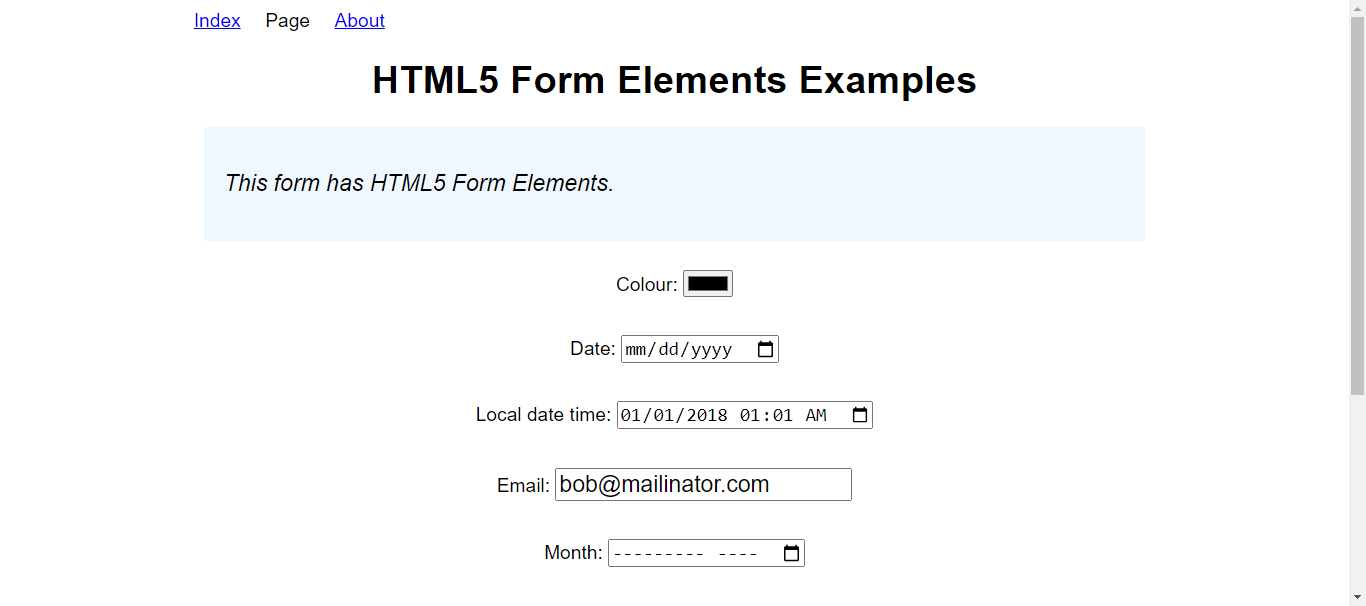 Index Page About
HTML5 Form Elements Examples
This form has HTML5 Form Elements.
Colour:
Date: mm/dd/yyyy
Local date time: 01/01/2018 01:01 AM
Email: bob@mailinator.com
Month: --------- ----